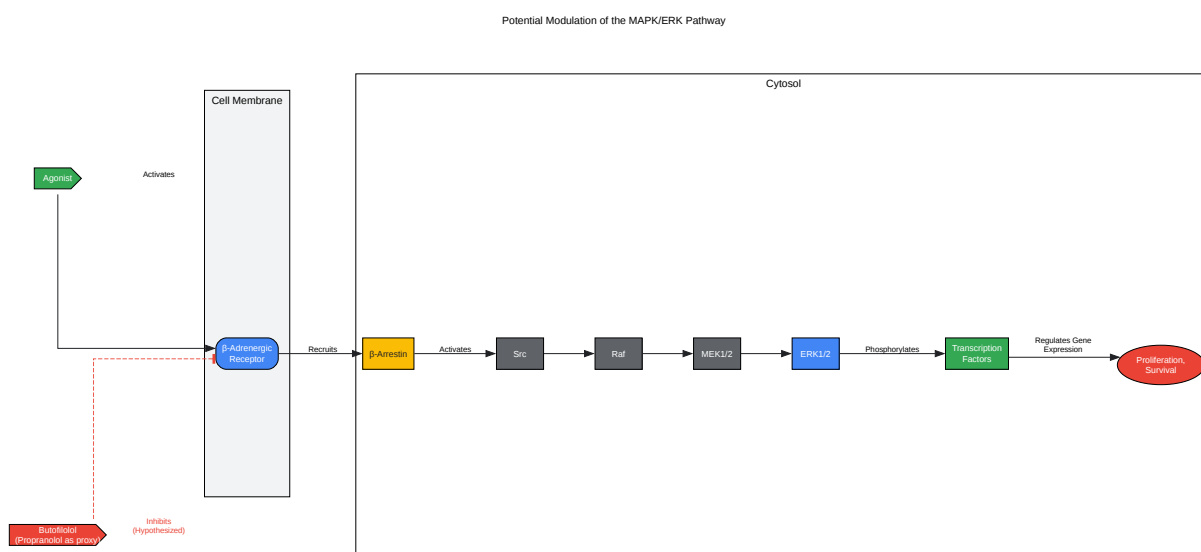 Potential Modulation of the MAPK/ERK Pathway
Cytosol
Cell Membrane
Agonist
Activates
β-Adrenergic
Receptor
Recruits
β-Arrestin
Activates
Src
Raf
MEK1/2
ERK1/2
Phosphorylates
Transcription
Factors
Regulates Gene
Expression
Proliferation,
Survival
Butofilolol
(Propranolol as proxy)
Inhibits
(Hypothesized)